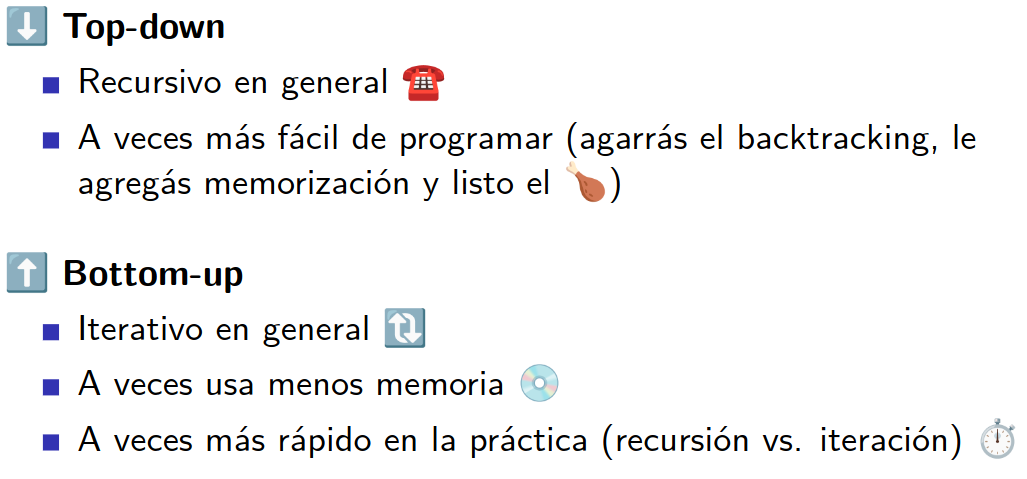 ⬇️ Top-down
■ Recursivo en general ☎️
■ A veces más fácil de programar (agarrás el backtracking, le
agregás memorización y listo el 🍗)
⬆️ Bottom-up
■ Iterativo en general 🔃
■ A veces usa menos memoria 💿
■ A veces más rápido en la práctica (recursión vs. iteración) ⏱️